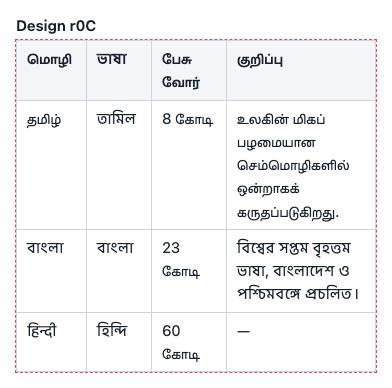 Design r0C
மொழி
ভাষা
பேசு
வோர்
குறிப்பு
தமிழ்
তামিল
8 கோடி
உலகின் மிகப்
பழமையான
செம்மொழிகளில்
ஒன்றாகக்
கருதப்படுகிறது.
বাংলা
বাংলা
23
கோடி
বিশ্বের সপ্তম বৃহত্তম
ভাষা, বাংলাদেশ ও
পশ্চিমবঙ্গে প্রচলিত।
हिन्दी
হিন্দি
60
கோடி
—